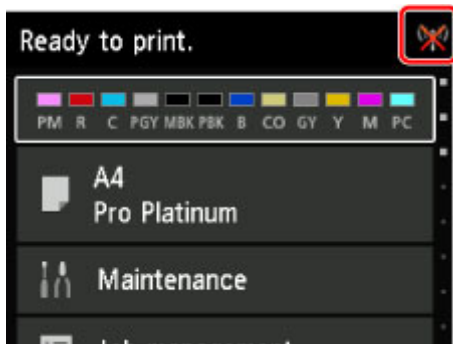 Ready to print.
PM R C PGY MBK PBK B CO GY Y M PC
A4
Pro Platinum
Maintenance